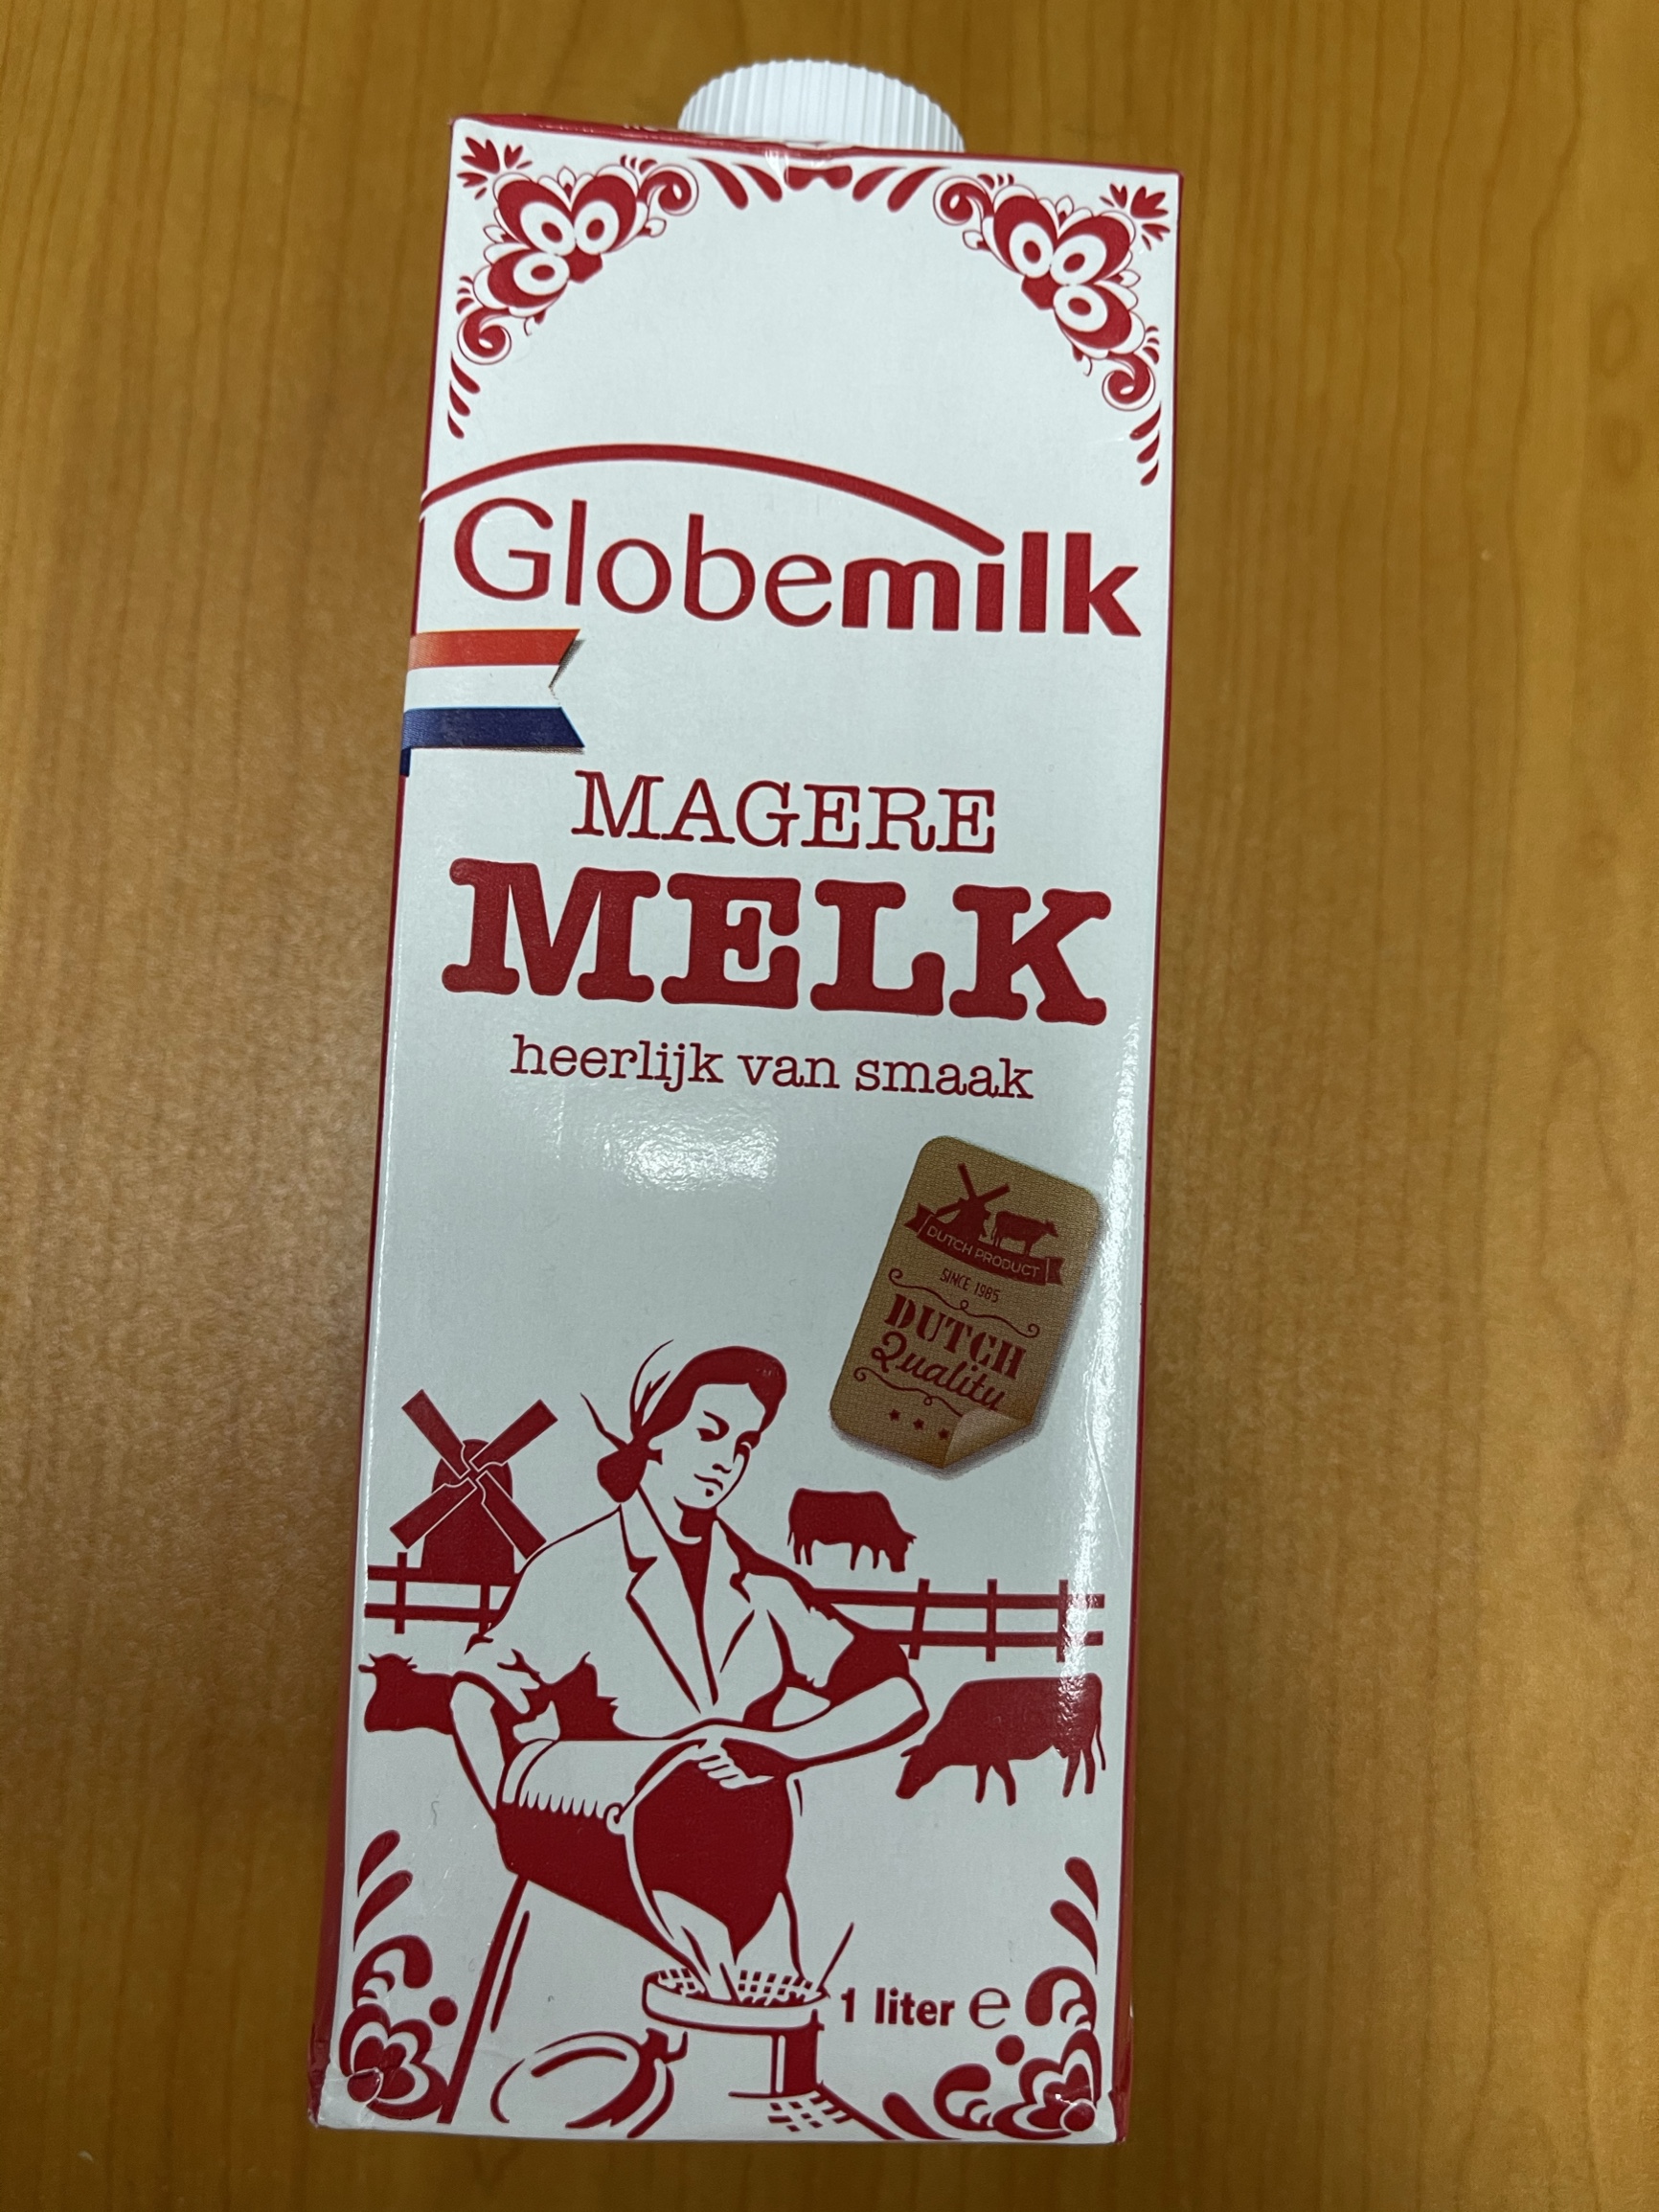 Globemilk
MAGERE
MELK
heerlijk van smaak
DUTCH PRODUCT
SINCE 1985
DUTCH
Quality
1 liter ℮